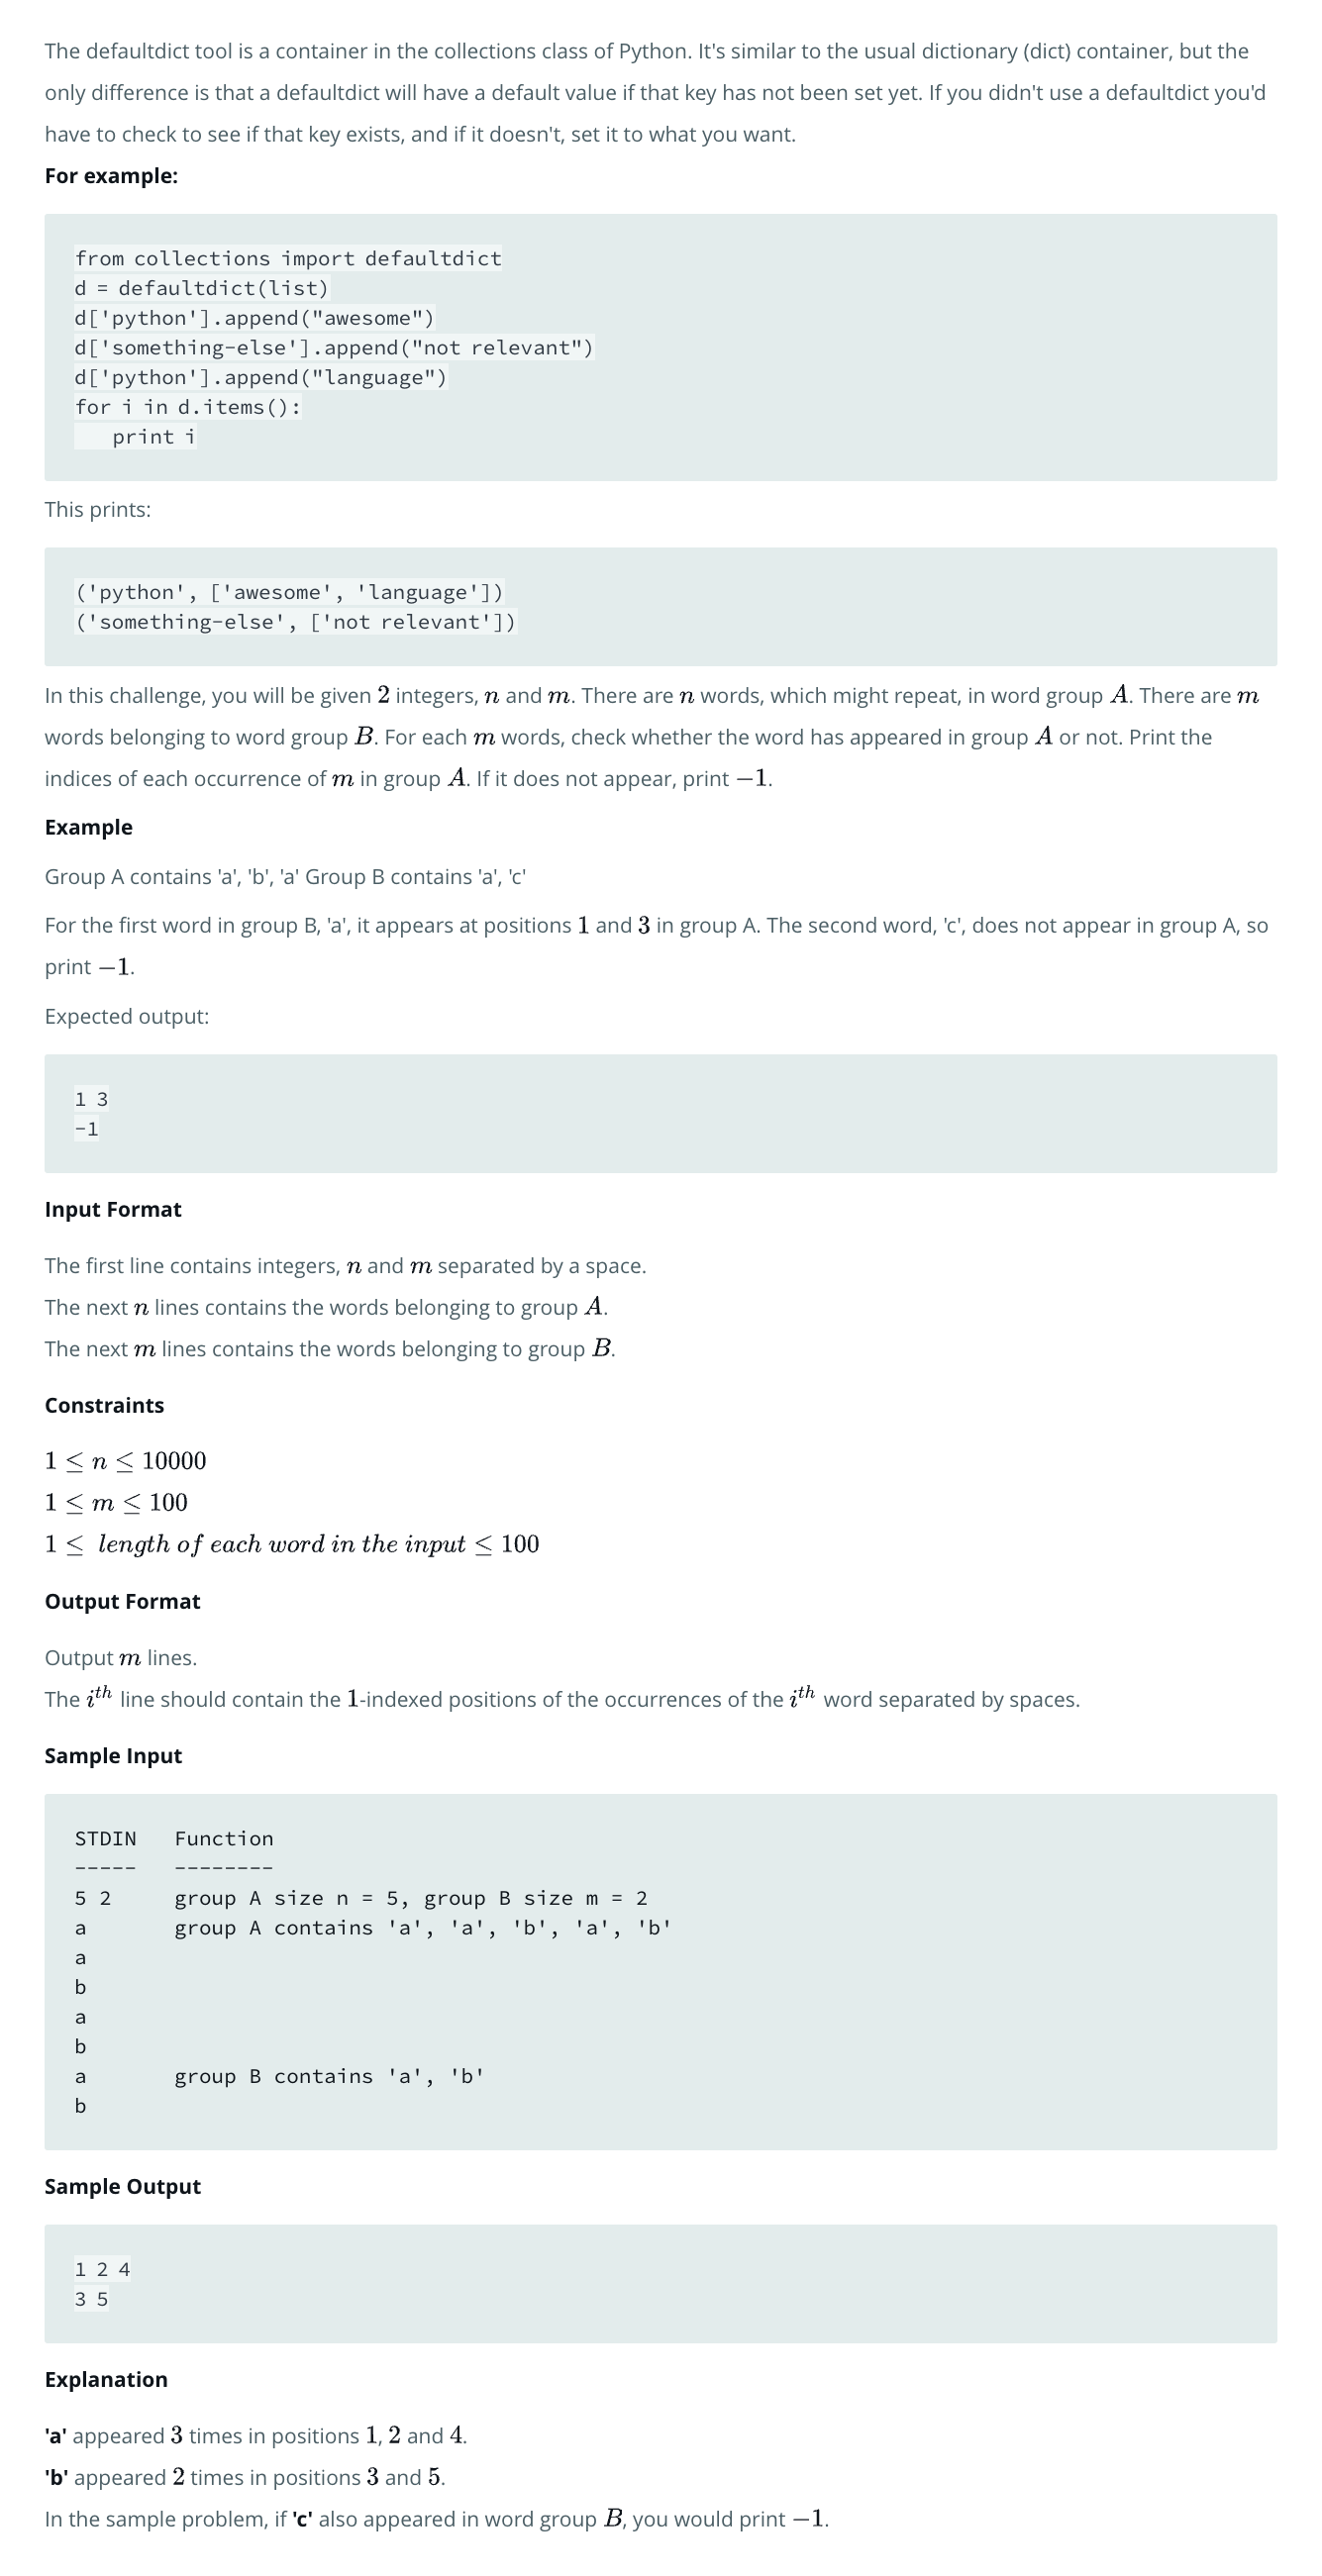 The defaultdict tool is a container in the collections class of Python. It's similar to the usual dictionary (dict) container, but the
only difference is that a defaultdict will have a default value if that key has not been set yet. If you didn't use a defaultdict you'd
have to check to see if that key exists, and if it doesn't, set it to what you want.
For example:
from collections import defaultdict
d = defaultdict(list)
d['python'].append("awesome")
d['something-else'].append("not relevant")
d['python'].append("language")
for i in d.items():
   print i
This prints:
('python', ['awesome', 'language'])
('something-else', ['not relevant'])
In this challenge, you will be given 2 integers, n and m. There are n words, which might repeat, in word group A. There are m
words belonging to word group B. For each m words, check whether the word has appeared in group A or not. Print the
indices of each occurrence of m in group A. If it does not appear, print −1.
Example
Group A contains 'a', 'b', 'a' Group B contains 'a', 'c'
For the first word in group B, 'a', it appears at positions 1 and 3 in group A. The second word, 'c', does not appear in group A, so
print −1.
Expected output:
1 3
-1
Input Format
The first line contains integers, n and m separated by a space.
The next n lines contains the words belonging to group A.
The next m lines contains the words belonging to group B.
Constraints
1 ≤ n ≤ 10000
1 ≤ m ≤ 100
1 ≤ length of each word in the input ≤ 100
Output Format
Output m lines.
The i^th line should contain the 1-indexed positions of the occurrences of the i^th word separated by spaces.
Sample Input
STDIN   Function
-----   --------
5 2     group A size n = 5, group B size m = 2
a       group A contains 'a', 'a', 'b', 'a', 'b'
a
b
a
b
a       group B contains 'a', 'b'
b
Sample Output
1 2 4
3 5
Explanation
'a' appeared 3 times in positions 1, 2 and 4.
'b' appeared 2 times in positions 3 and 5.
In the sample problem, if 'c' also appeared in word group B, you would print −1.